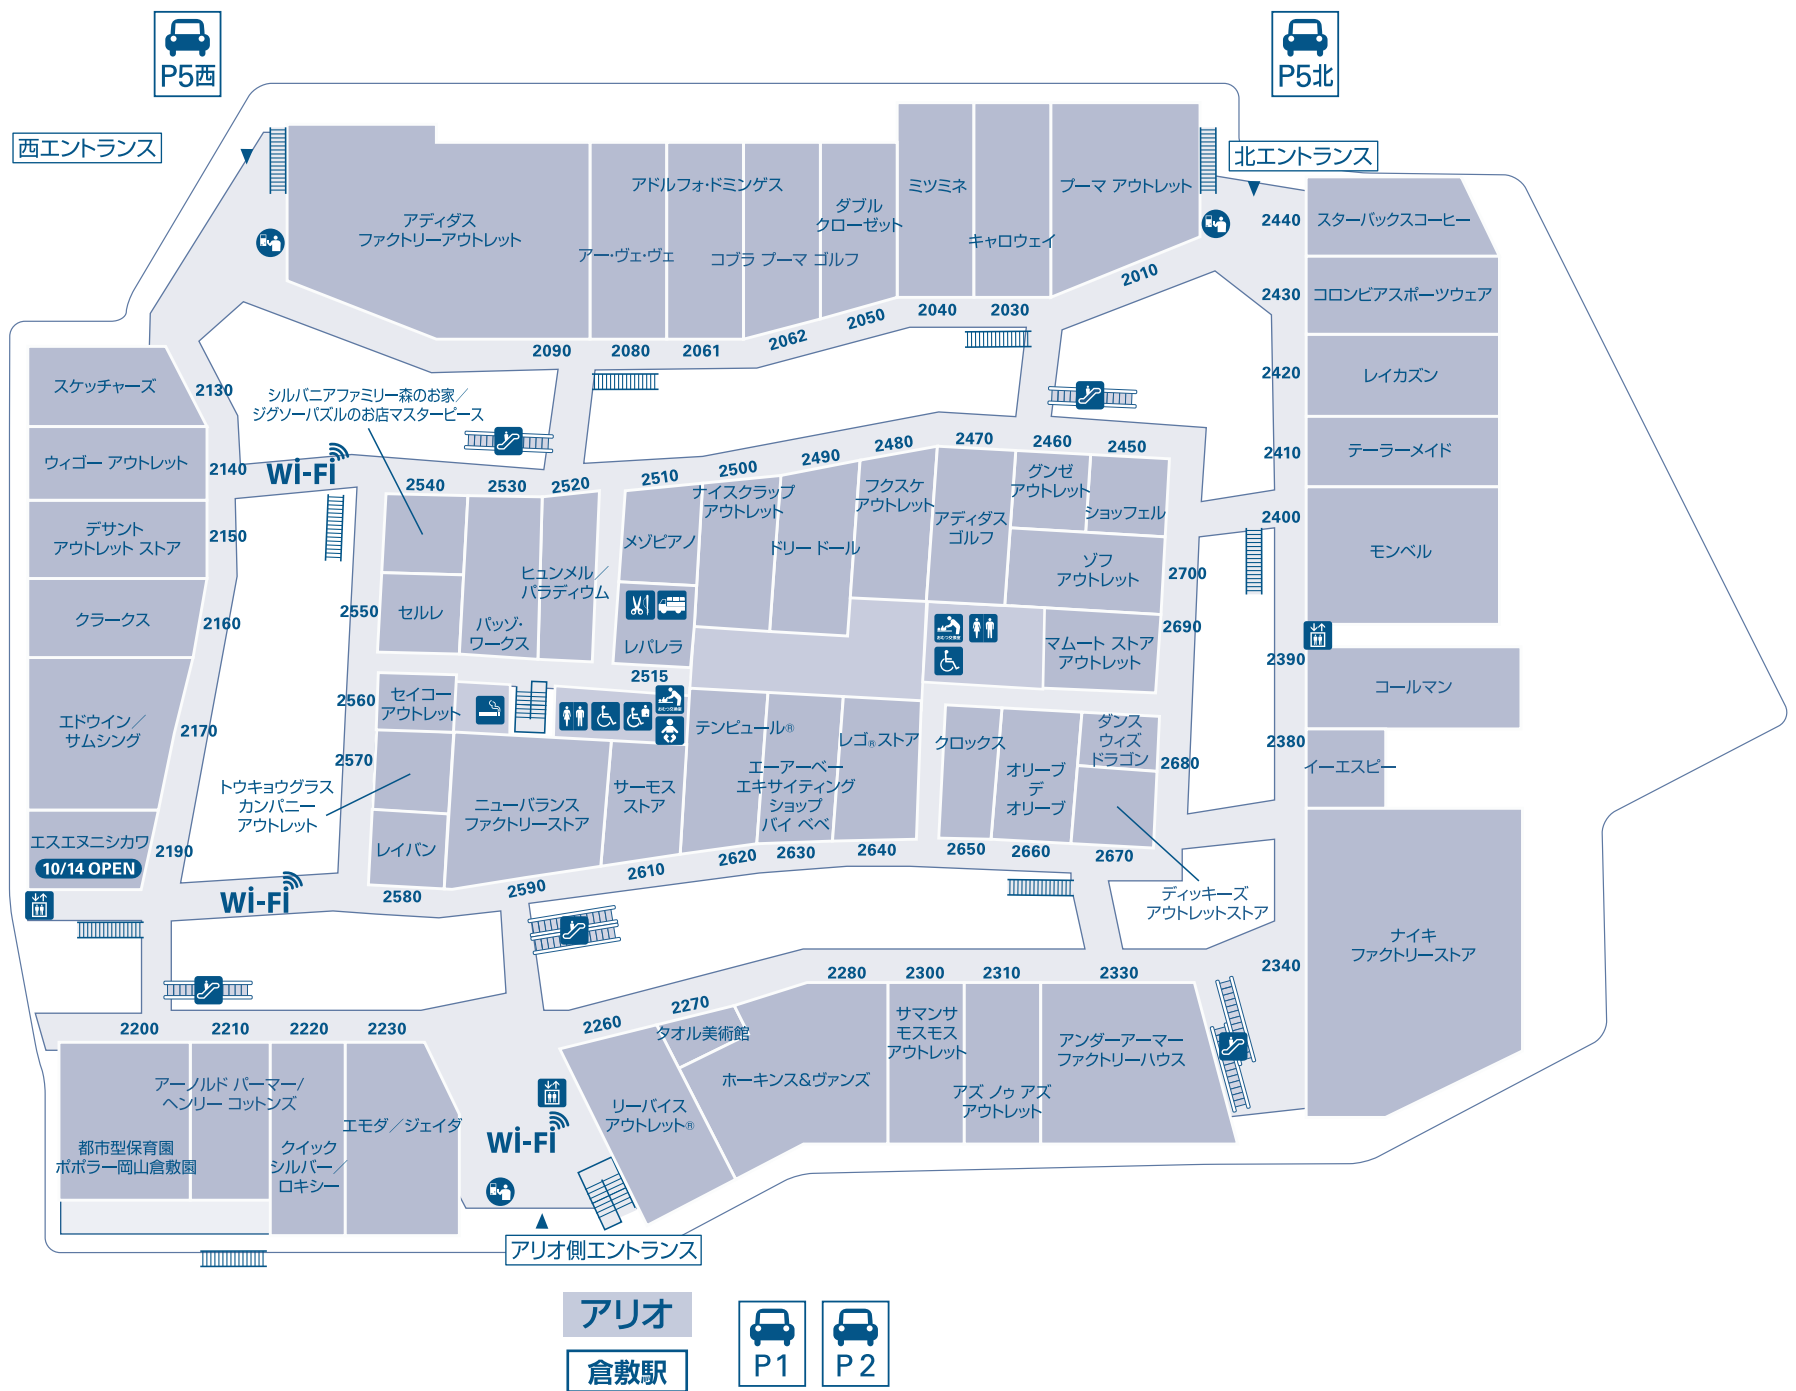 P5西
P5北
西エントランス
北エントランス
アディダス
ファクトリーアウトレット
アドルフォ・ドミンゲス
アー・ヴェ・ヴェ
コブラ プーマ ゴルフ
ダブル
クローゼット
ミツミネ
キャロウェイ
プーマ アウトレット
2090
2080
2061
2062
2050
2040
2030
2010
2440
スターバックスコーヒー
2430
コロンビアスポーツウェア
2420
レイカズン
2410
テーラーメイド
2400
モンベル
2390
コールマン
2380
イーエスピー
2340
ナイキ
ファクトリーストア
スケッチャーズ
2130
ウィゴー アウトレット
2140
デサント
アウトレット ストア
2150
クラークス
2160
エドウイン/
サムシング
2170
エスエヌニシカワ
10/14 OPEN
2190
シルバニアファミリー森のお家/
ジグソーパズルのお店マスターピース
Wi-Fi
2540
2530
2520
2510
2500
2490
2480
2470
2460
2450
セルレ
2550
パッゾ・
ワークス
ヒュンメル/
パラディウム
メゾピアノ
レパレラ
2515
ナイスクラップ
アウトレット
ドリー ドール
フクスケ
アウトレット
アディダス
ゴルフ
グンゼ
アウトレット
ショッフェル
ゾフ
アウトレット
2700
おむつ交換室
マムート ストア
アウトレット
2690
2560
セイコー
アウトレット
おむつ交換室
2570
トウキョウグラス
カンパニー
アウトレット
レイバン
2580
ニューバランス
ファクトリーストア
2590
サーモス
ストア
2610
テンピュール®
2620
エーアーベー
エキサイティング
ショップ
バイ ベベ
2630
レゴ®ストア
2640
クロックス
2650
オリーブ
デ
オリーブ
2660
ダンス
ウィズ
ドラゴン
2680
2670
ディッキーズ
アウトレットストア
Wi-Fi
2200
2210
2220
2230
都市型保育園
ポポラー岡山倉敷園
アーノルド パーマー/
ヘンリー コットンズ
クイック
シルバー/
ロキシー
エモダ/ジェイダ
Wi-Fi
2260
2270
2280
2300
2310
2330
リーバイス
アウトレット®
タオル美術館
ホーキンス&ヴァンズ
サマンサ
モスモス
アウトレット
アズ ノゥ アズ
アウトレット
アンダーアーマー
ファクトリーハウス
アリオ側エントランス
アリオ
倉敷駅
P1
P2